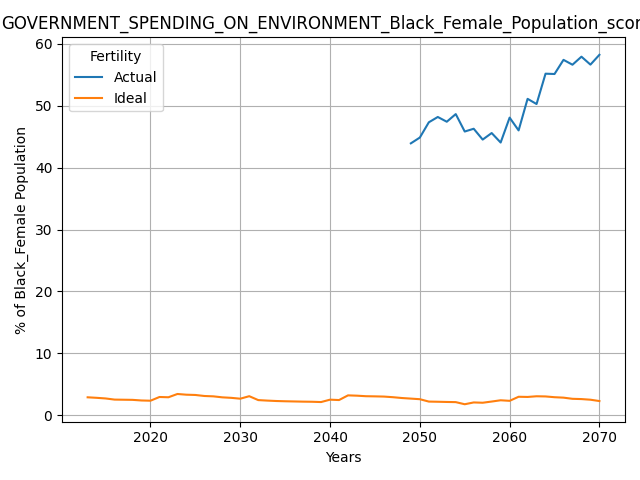 GOVERNMENT_SPENDING_ON_ENVIRONMENT_Black_Female_Population_scor
Fertility
Actual
Ideal
60
50
40
30
20
10
0
% of Black_Female Population
2020 2030 2040 2050 2060 2070
Years